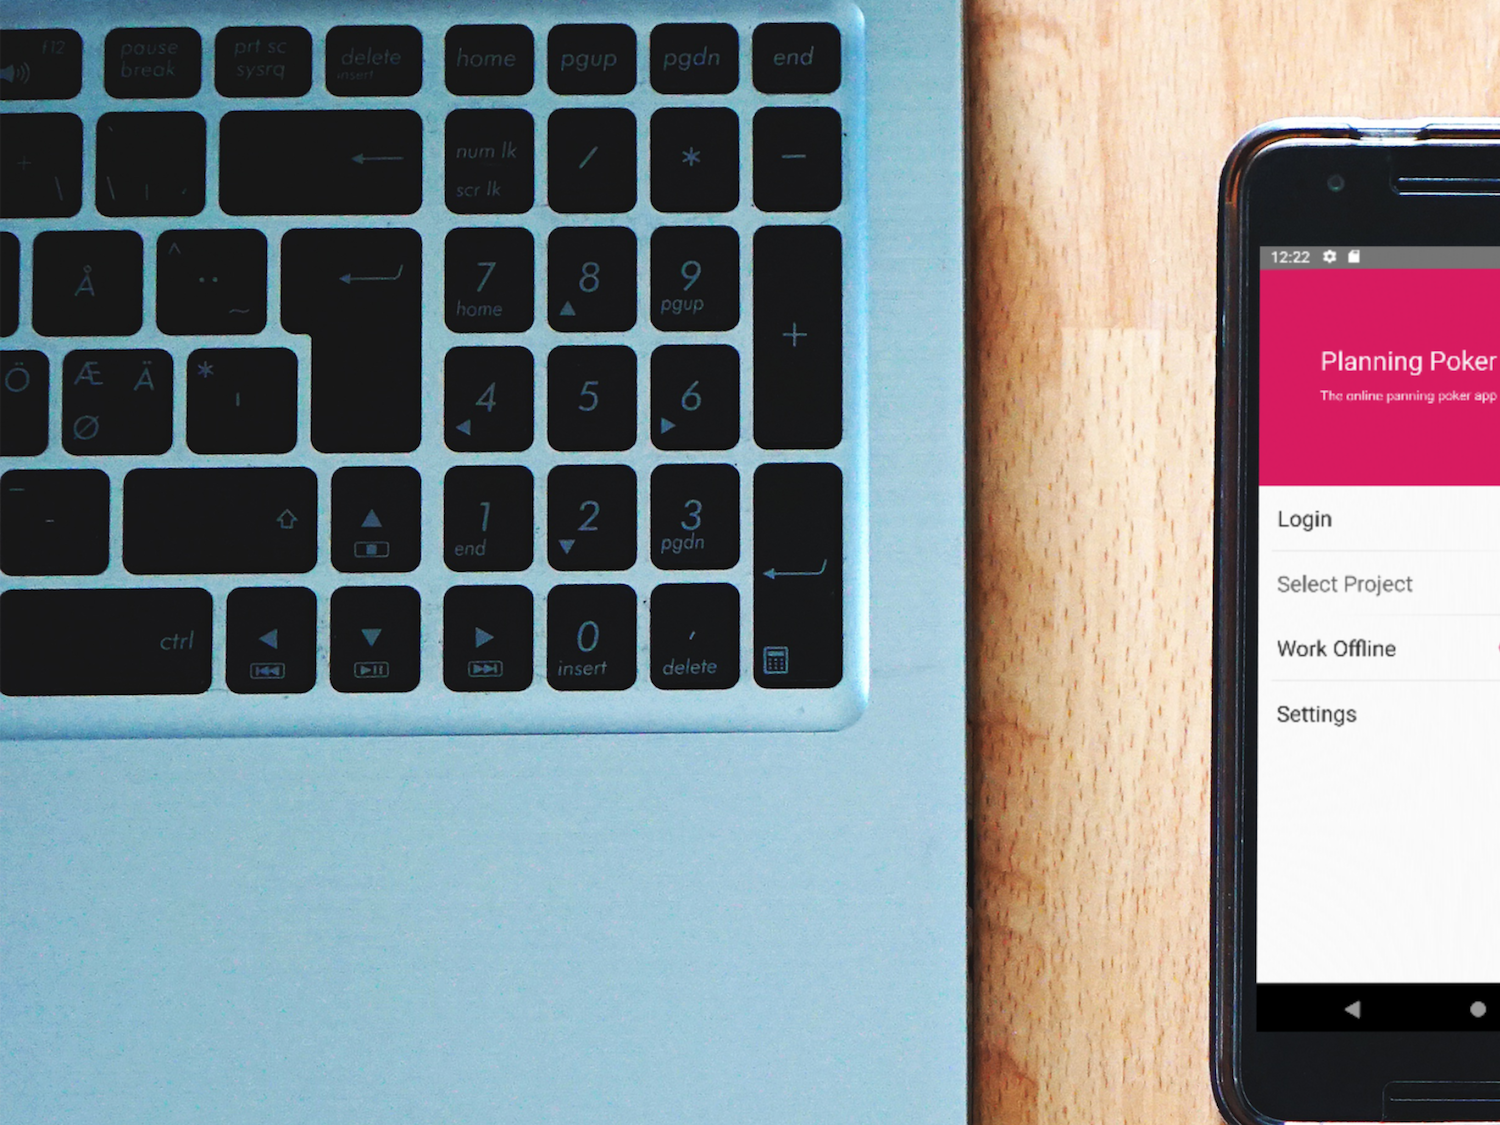 f12 pause break prt sc sysrq delete insert home pgup pgdn end
+ \ num lk scr lk / * -
Å ^ ¨ ~ 7 home 8 9 pgup +
Ö Æ Ä Ø * ' 4 5 6
- 1 end 2 3 pgdn
ctrl 0 insert , delete
12:22
Planning Poker
The online panning poker app
Login
Select Project
Work Offline
Settings